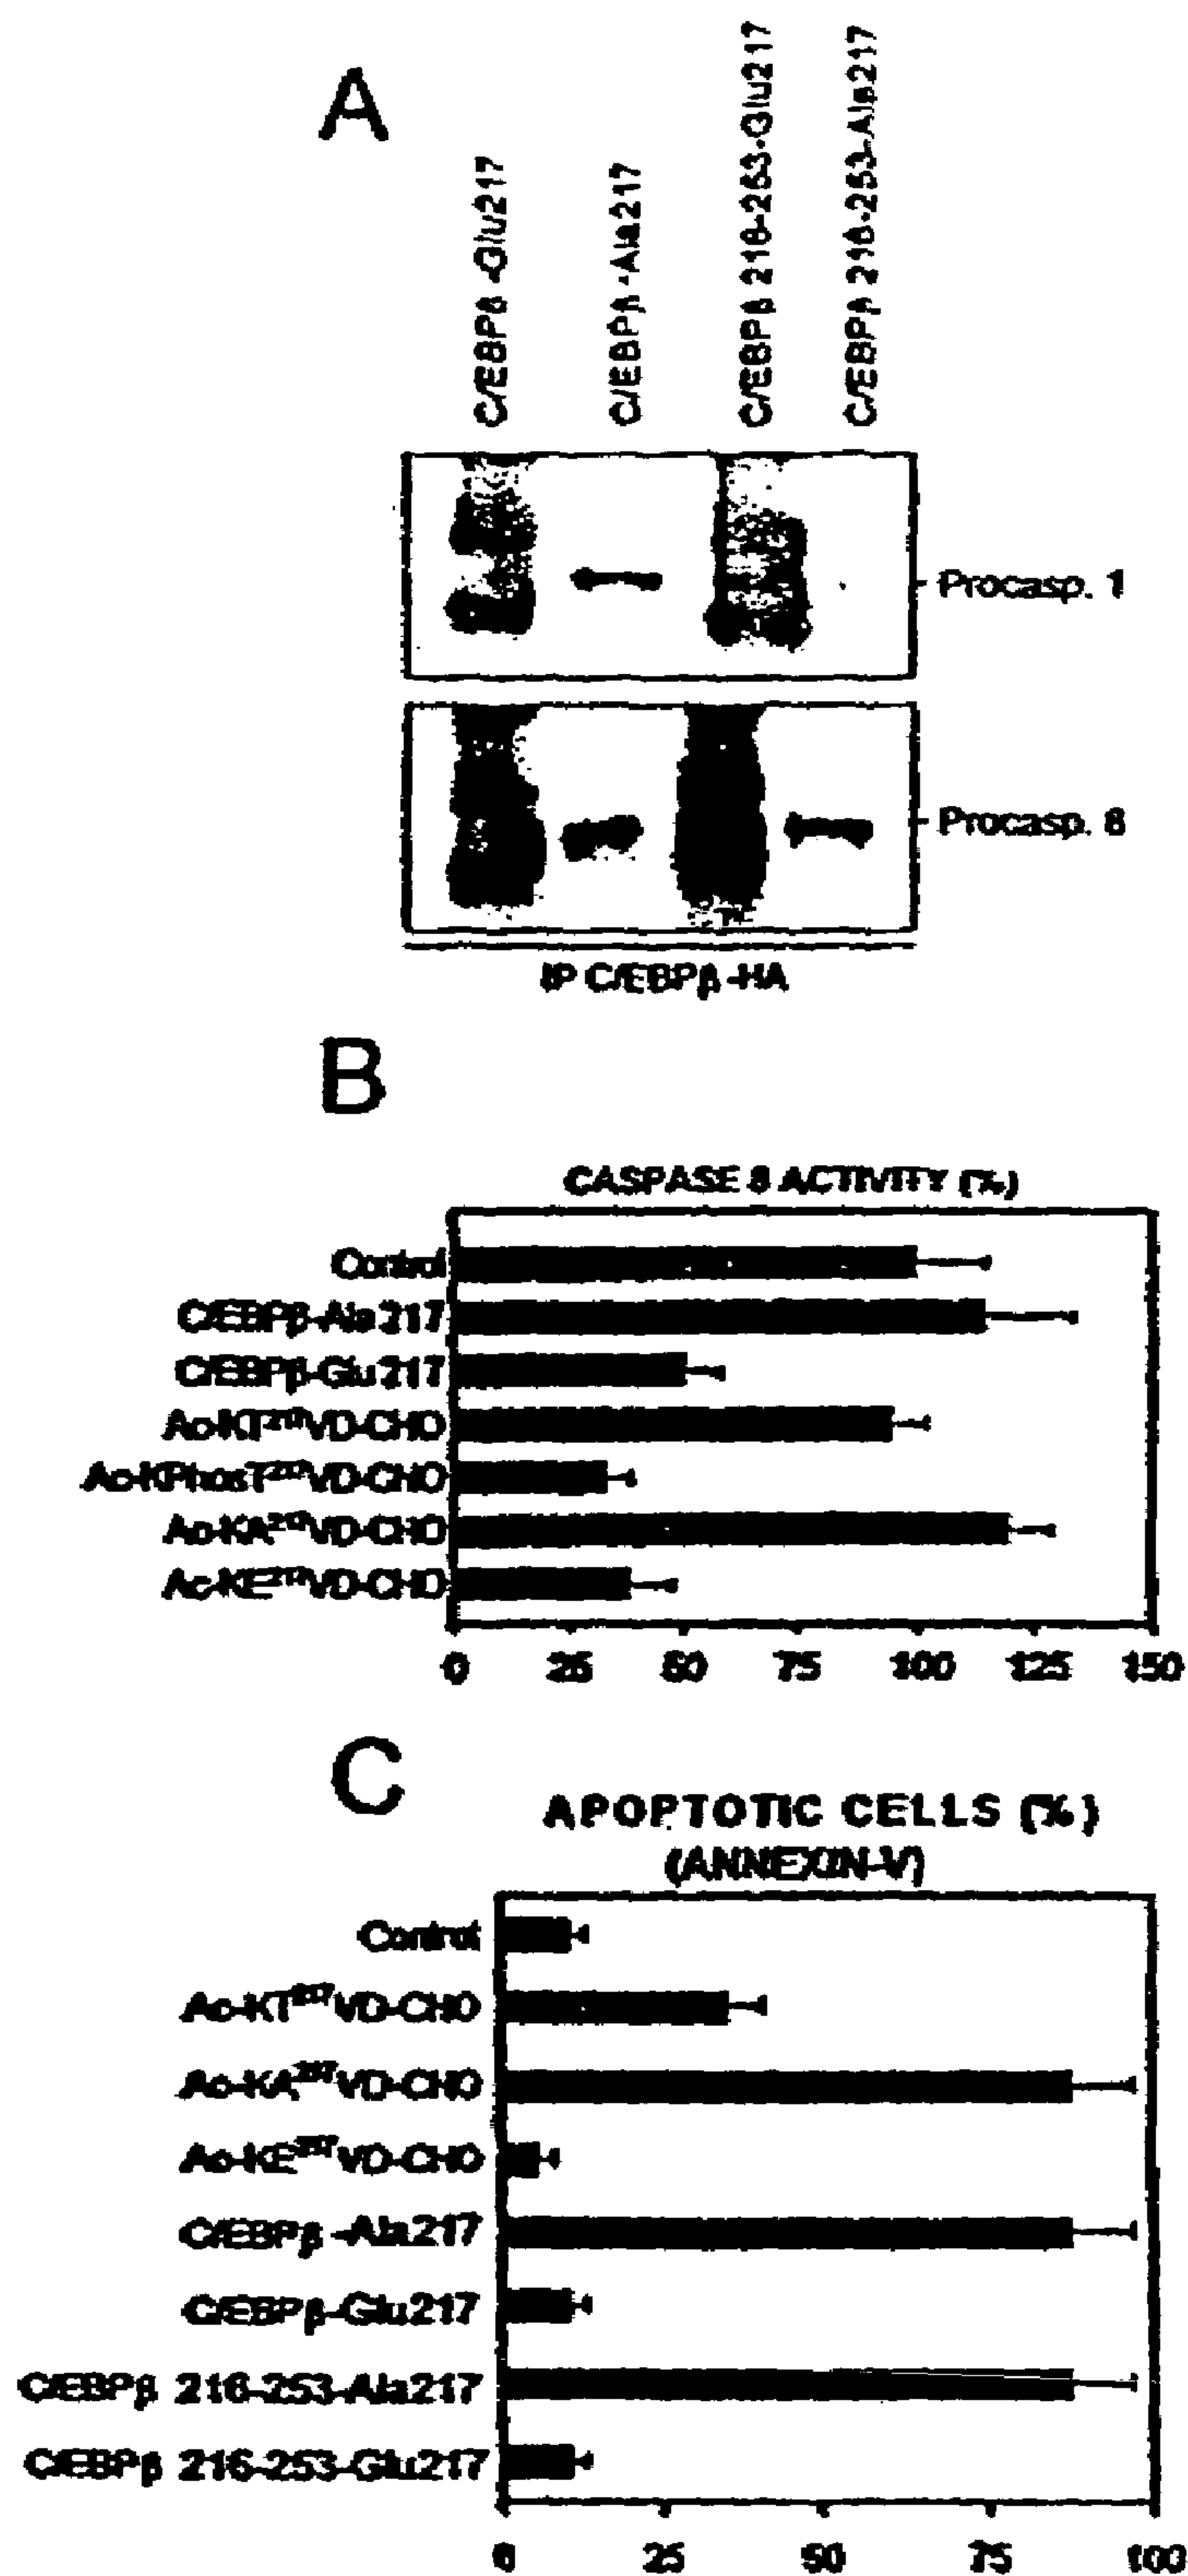 A
C/EBPβ -Glu217
C/EBPβ -Ala217
C/EBPβ 216-253-Glu217
C/EBPβ 216-253-Ala217
Procasp. 1
Procasp. 8
IP C/EBPβ -HA
B
CASPASE 8 ACTIVITY (%)
Control
C/EBPβ-Ala217
C/EBPβ-Glu217
Ac-KT²¹⁷VD-CHO
Ac-KPhosT²¹⁷VD-CHO
Ac-KA²¹⁷VD-CHO
Ac-KE²¹⁷VD-CHO
0 25 50 75 100 125 150
C
APOPTOTIC CELLS (%)
(ANNEXIN-V)
Control
Ac-KT²¹⁷VD-CHO
Ac-KA²¹⁷VD-CHO
Ac-KE²¹⁷VD-CHO
C/EBPβ -Ala217
C/EBPβ-Glu217
C/EBPβ 216-253-Ala217
C/EBPβ 216-253-Glu217
0 25 50 75 100